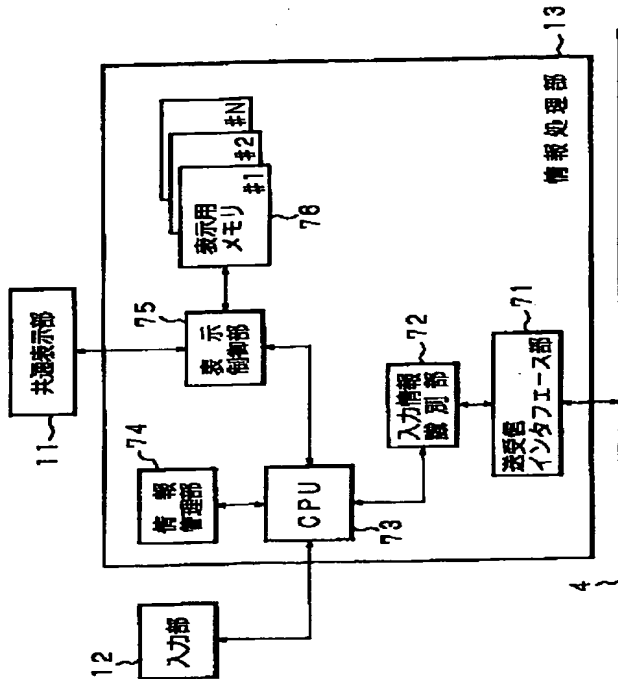 12
入力部
11
共通表示部
74
情報
管理部
75
表示
制御部
CPU
73
表示用
メモリ
#1
#2
#N
76
入力情報
識別部
72
送受信
インタフェース部
71
情報処理部
13
4